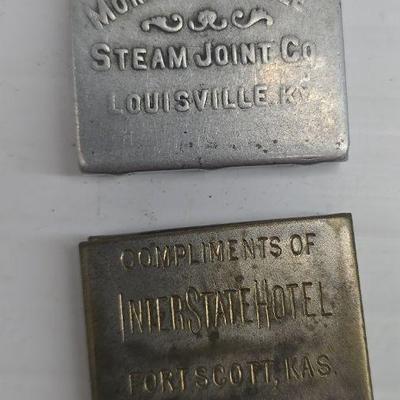 STEAM JOINT CO
LOUISVILLE. KY
COMPLIMENTS OF
INTERSTATE HOTEL
FORT SCOTT, KAS.